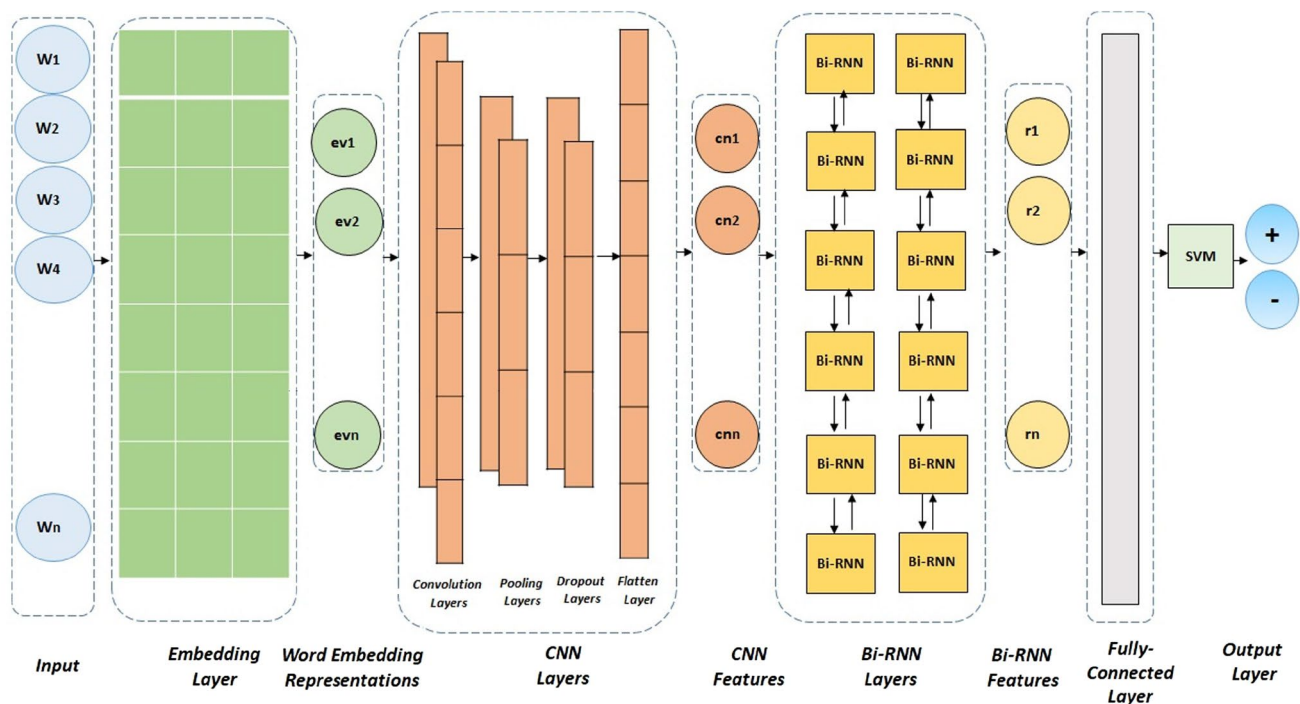 W1
W2
W3
W4
Wn
ev1
ev2
evn
Convolution
Layers
Pooling
Layers
Dropout
Layers
Flatten
Layer
cn1
cn2
cnn
Bi-RNN
Bi-RNN
Bi-RNN
Bi-RNN
Bi-RNN
Bi-RNN
Bi-RNN
Bi-RNN
Bi-RNN
Bi-RNN
Bi-RNN
Bi-RNN
r1
r2
rn
SVM
+
-
Input
Embedding
Layer
Word Embedding
Representations
CNN
Layers
CNN
Features
Bi-RNN
Layers
Bi-RNN
Features
Fully-
Connected
Layer
Output
Layer